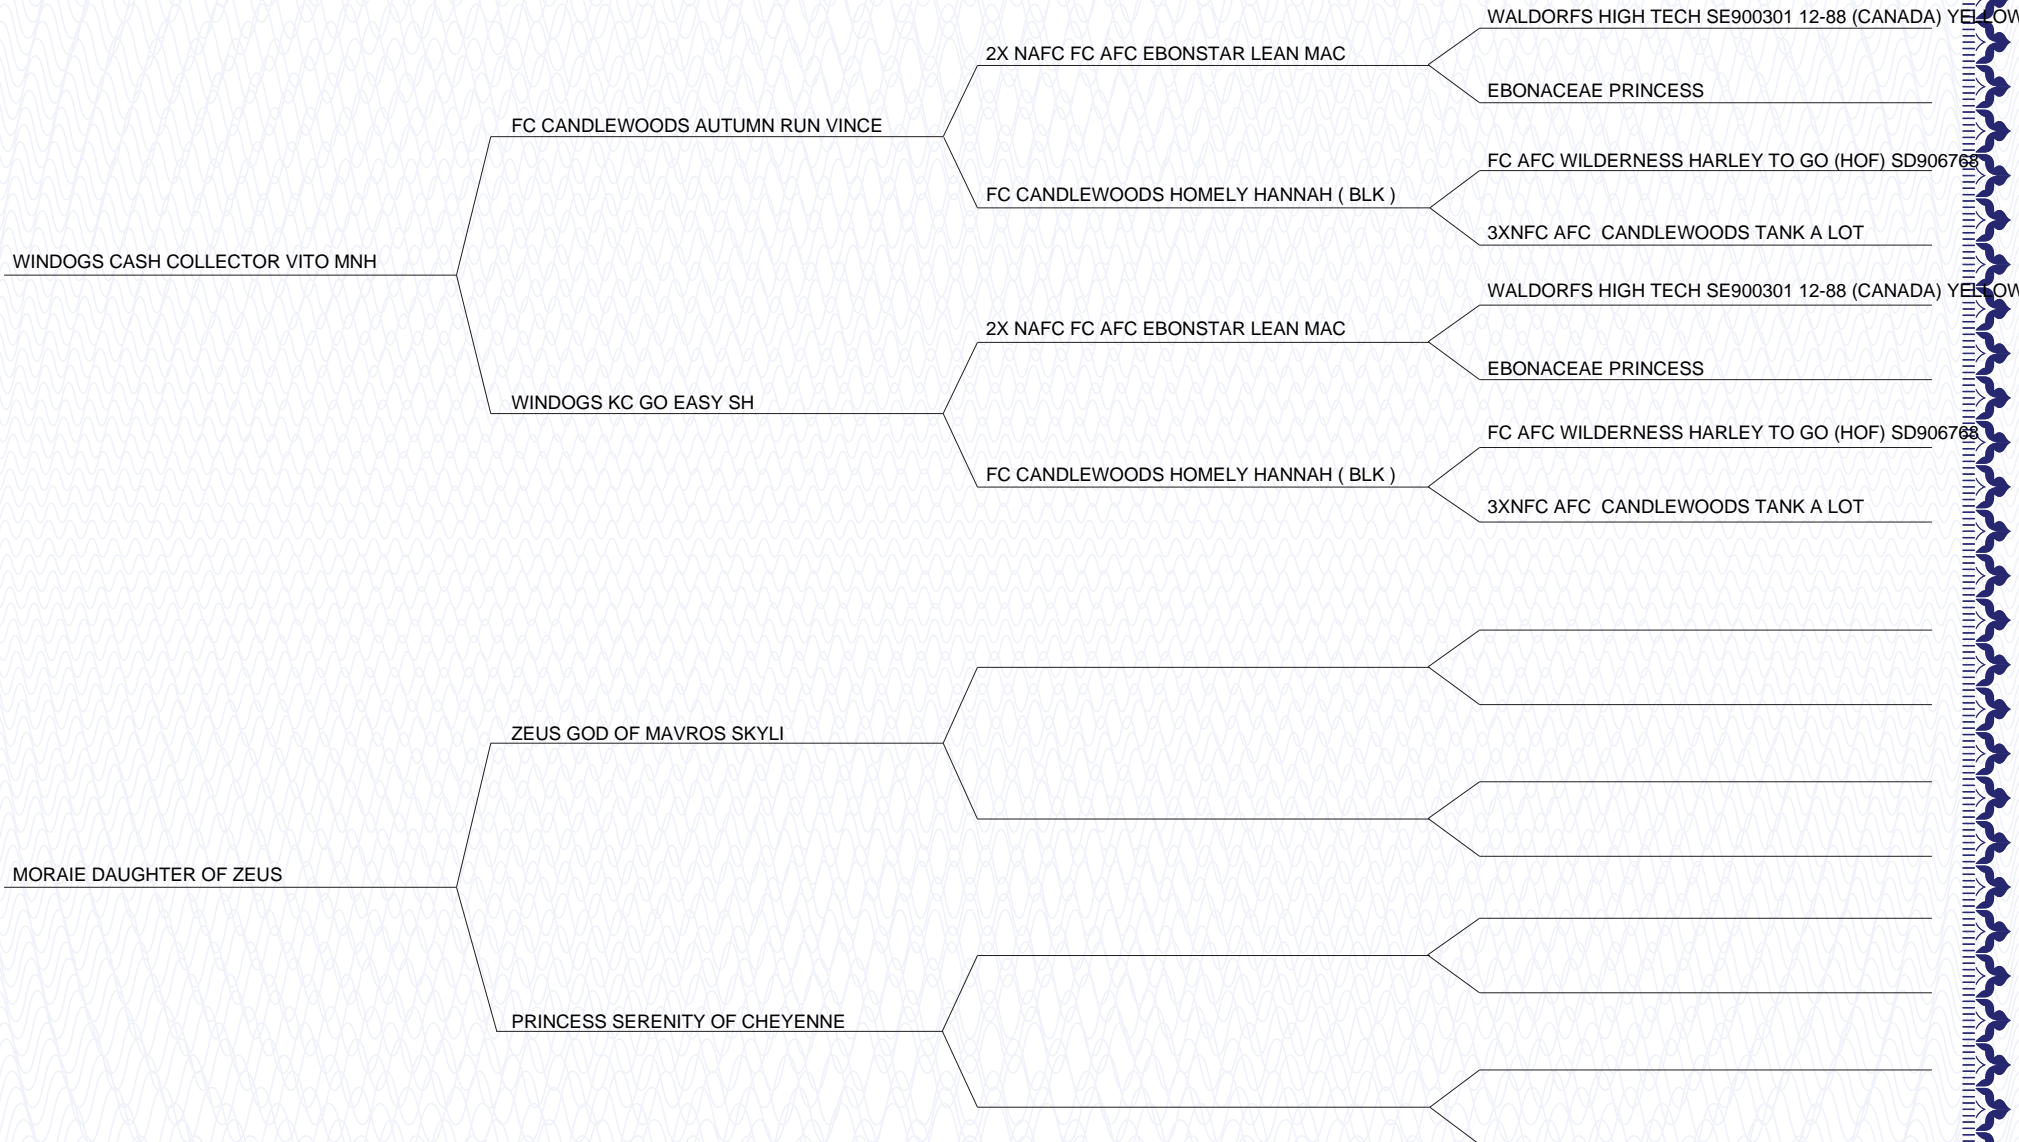 WALDORFS HIGH TECH SE900301 12-88 (CANADA) YELLOW
2X NAFC FC AFC EBONSTAR LEAN MAC
EBONACEAE PRINCESS
FC CANDLEWOODS AUTUMN RUN VINCE
FC AFC WILDERNESS HARLEY TO GO (HOF) SD906768
FC CANDLEWOODS HOMELY HANNAH ( BLK )
3XNFC AFC  CANDLEWOODS TANK A LOT
WINDOGS CASH COLLECTOR VITO MNH
WALDORFS HIGH TECH SE900301 12-88 (CANADA) YELLOW
2X NAFC FC AFC EBONSTAR LEAN MAC
EBONACEAE PRINCESS
WINDOGS KC GO EASY SH
FC AFC WILDERNESS HARLEY TO GO (HOF) SD906768
FC CANDLEWOODS HOMELY HANNAH ( BLK )
3XNFC AFC  CANDLEWOODS TANK A LOT
ZEUS GOD OF MAVROS SKYLI
MORAIE DAUGHTER OF ZEUS
PRINCESS SERENITY OF CHEYENNE